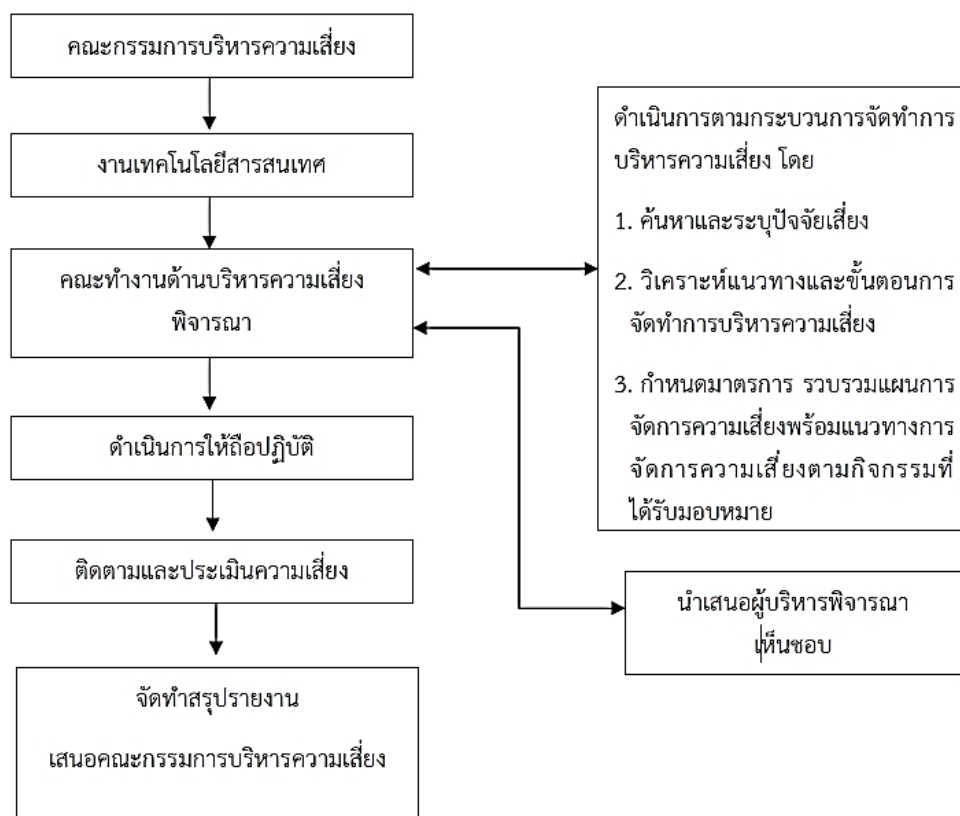 คณะกรรมการบริหารความเสี่ยง
งานเทคโนโลยีสารสนเทศ
คณะทำงานด้านบริหารความเสี่ยง
พิจารณา
ดำเนินการให้ถือปฏิบัติ
ติดตามและประเมินความเสี่ยง
จัดทำสรุปรายงาน
เสนอคณะกรรมการบริหารความเสี่ยง
ดำเนินการตามกระบวนการจัดทำการ
บริหารความเสี่ยง โดย
1. ค้นหาและระบุปัจจัยเสี่ยง
2. วิเคราะห์แนวทางและขั้นตอนการ
จัดทำการบริหารความเสี่ยง
3. กำหนดมาตรการ รวบรวมแผนการ
จัดการความเสี่ยงพร้อมแนวทางการ
จัดการความเสี่ยงตามกิจกรรมที่
ได้รับมอบหมาย
นำเสนอผู้บริหารพิจารณา
เห็นชอบ